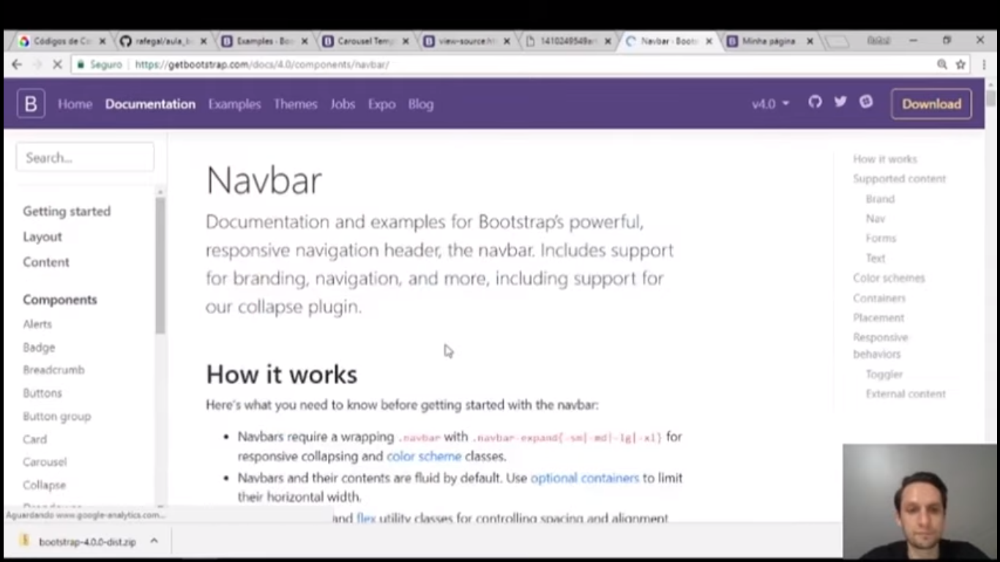 Códigos de C
rafegal/aula_b
Examples · Boo
Carousel Temp
view-source:ht
1410249549
Navbar · Boots
Minha página
Seguro
https://getbootstrap.com/docs/4.0/components/navbar/
B
Home
Documentation
Examples
Themes
Jobs
Expo
Blog
v4.0
Download
Search...
Getting started
Layout
Content
Components
Alerts
Badge
Breadcrumb
Buttons
Button group
Card
Carousel
Collapse
Navbar
Documentation and examples for Bootstrap's powerful,
responsive navigation header, the navbar. Includes support
for branding, navigation, and more, including support for
our collapse plugin.
How it works
Here's what you need to know before getting started with the navbar:
• Navbars require a wrapping .navbar with .navbar-expand{-sm|-md|-lg|-xl} for
responsive collapsing and color scheme classes.
• Navbars and their contents are fluid by default. Use optional containers to limit
their horizontal width.
and flex utility classes for controlling spacing and alignment
How it works
Supported content
Brand
Nav
Forms
Text
Color schemes
Containers
Placement
Responsive
behaviors
Toggler
External content
Aguardando www.google-analytics.com...
bootstrap-4.0.0-dist.zip